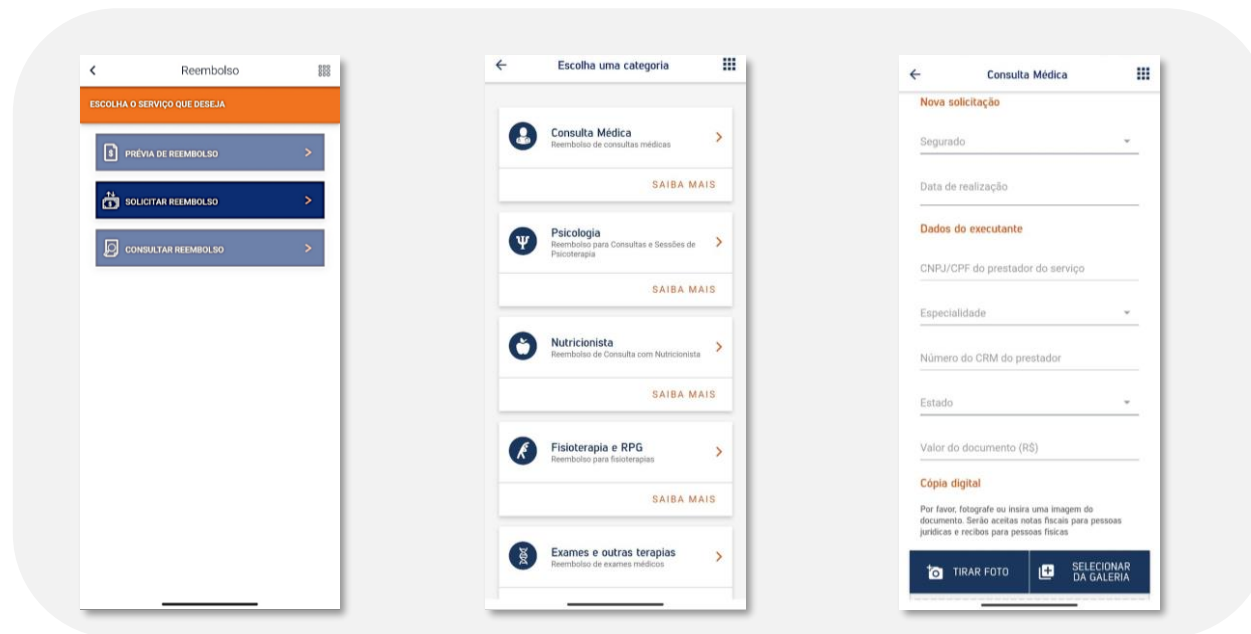 Reembolso
ESCOLHA O SERVIÇO QUE DESEJA
PRÉVIA DE REEMBOLSO
SOLICITAR REEMBOLSO
CONSULTAR REEMBOLSO
Escolha uma categoria
Consulta Médica
Reembolso de consultas médicas
SAIBA MAIS
Psicologia
Reembolso para Consultas e Sessões de
Psicoterapia
SAIBA MAIS
Nutricionista
Reembolso de Consulta com Nutricionista
SAIBA MAIS
Fisioterapia e RPG
Reembolso para fisioterapias
SAIBA MAIS
Exames e outras terapias
Reembolso de exames médicos
Consulta Médica
Nova solicitação
Segurado
Data de realização
Dados do executante
CNPJ/CPF do prestador do serviço
Especialidade
Número do CRM do prestador
Estado
Valor do documento (R$)
Cópia digital
Por favor, fotografe ou insira uma imagem do
documento. Serão aceitas notas fiscais para pessoas
jurídicas e recibos para pessoas físicas
TIRAR FOTO
SELECIONAR
DA GALERIA